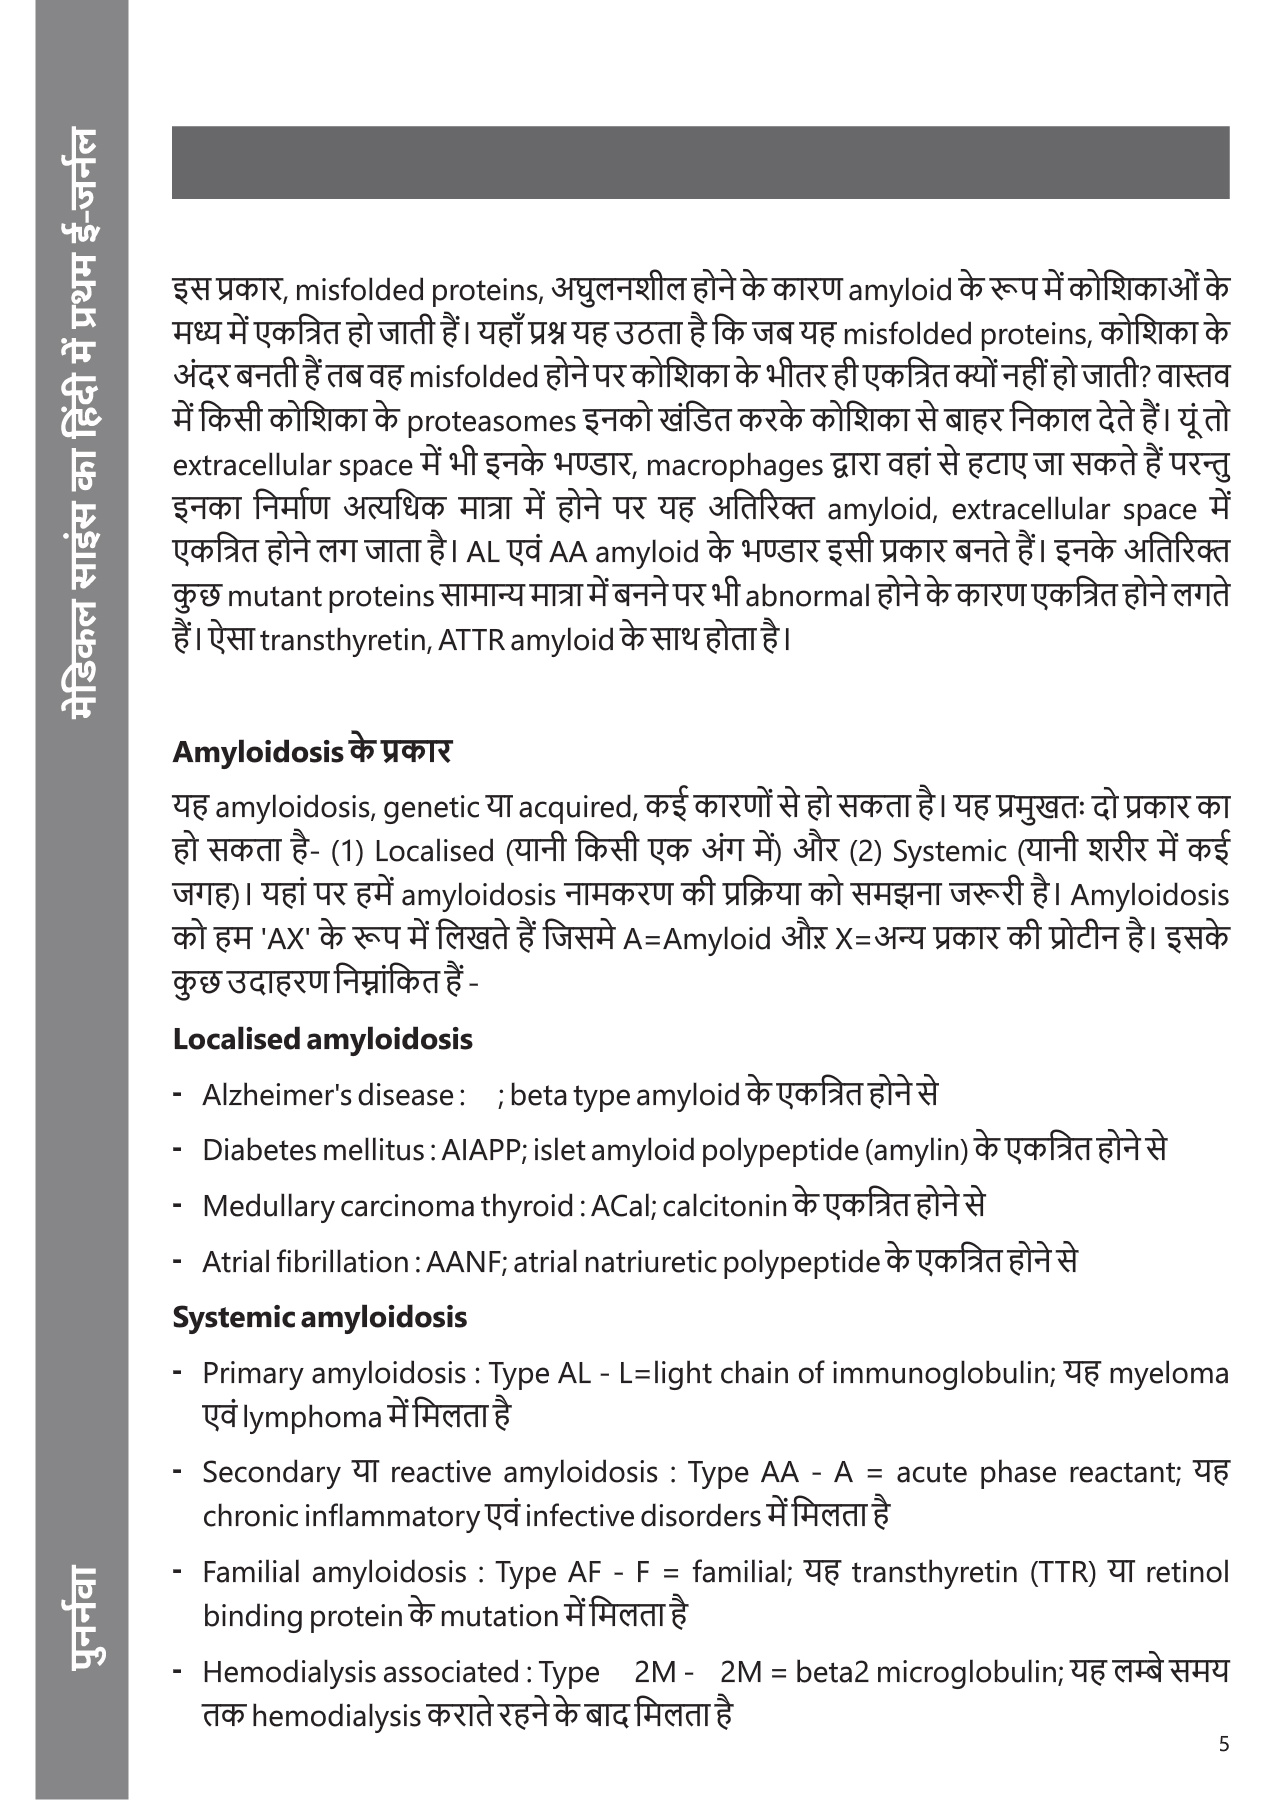 मेडिकल साइंस का हिंदी में प्रथम ई-जर्नल
इस प्रकार, misfolded proteins, अघुलनशील होने के कारण amyloid के रूप में कोशिकाओं के
मध्य में एकत्रित हो जाती हैं। यहाँ प्रश्न यह उठता है कि जब यह misfolded proteins, कोशिका के
अंदर बनती हैं तब वह misfolded होने पर कोशिका के भीतर ही एकत्रित क्यों नहीं हो जाती? वास्तव
में किसी कोशिका के proteasomes इनको खंडित करके कोशिका से बाहर निकाल देते हैं। यूं तो
extracellular space में भी इनके भण्डार, macrophages द्वारा वहां से हटाए जा सकते हैं परन्तु
इनका निर्माण अत्यधिक मात्रा में होने पर यह अतिरिक्त amyloid, extracellular space में
एकत्रित होने लग जाता है। AL एवं AA amyloid के भण्डार इसी प्रकार बनते हैं। इनके अतिरिक्त
कुछ mutant proteins सामान्य मात्रा में बनने पर भी abnormal होने के कारण एकत्रित होने लगते
हैं। ऐसा transthyretin, ATTR amyloid के साथ होता है।
Amyloidosis के प्रकार
यह amyloidosis, genetic या acquired, कई कारणों से हो सकता है। यह प्रमुखतः दो प्रकार का
हो सकता है- (1) Localised (यानी किसी एक अंग में) और (2) Systemic (यानी शरीर में कई
जगह)। यहां पर हमें amyloidosis नामकरण की प्रक्रिया को समझना जरूरी है। Amyloidosis
को हम 'AX' के रूप में लिखते हैं जिसमे A=Amyloid औऱ X=अन्य प्रकार की प्रोटीन है। इसके
कुछ उदाहरण निम्नांकित हैं -
Localised amyloidosis
- Alzheimer's disease : ; beta type amyloid के एकत्रित होने से
- Diabetes mellitus : AIAPP; islet amyloid polypeptide (amylin) के एकत्रित होने से
- Medullary carcinoma thyroid : ACal; calcitonin के एकत्रित होने से
- Atrial fibrillation : AANF; atrial natriuretic polypeptide के एकत्रित होने से
Systemic amyloidosis
- Primary amyloidosis : Type AL - L=light chain of immunoglobulin; यह myeloma
एवं lymphoma में मिलता है
- Secondary या reactive amyloidosis : Type AA - A = acute phase reactant; यह
chronic inflammatory एवं infective disorders में मिलता है
- Familial amyloidosis : Type AF - F = familial; यह transthyretin (TTR) या retinol
binding protein के mutation में मिलता है
- Hemodialysis associated : Type 2M - 2M = beta2 microglobulin; यह लम्बे समय
तक hemodialysis कराते रहने के बाद मिलता है
पुनर्नवा
5